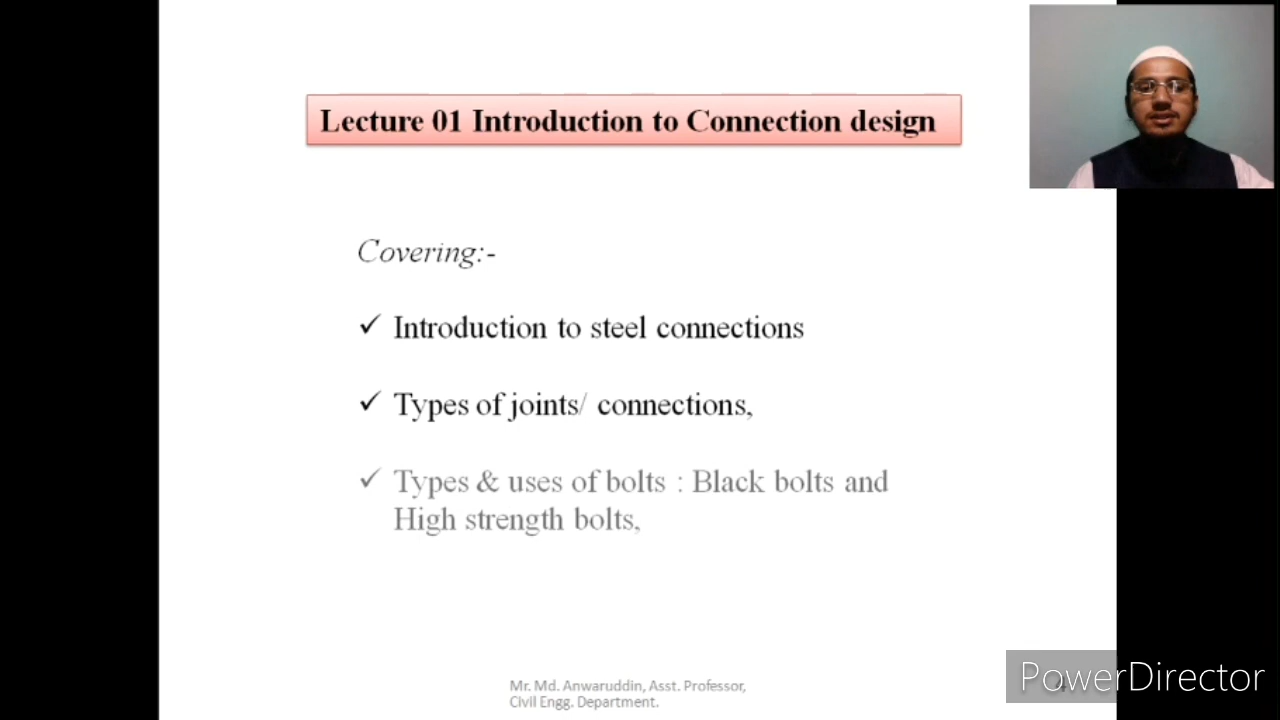 Lecture 01 Introduction to Connection design
Covering:-
✓ Introduction to steel connections
✓ Types of joints/ connections,
✓ Types & uses of bolts : Black bolts and
High strength bolts,
Mr. Md. Anwaruddin, Asst. Professor,
Civil Engg. Department.
PowerDirector